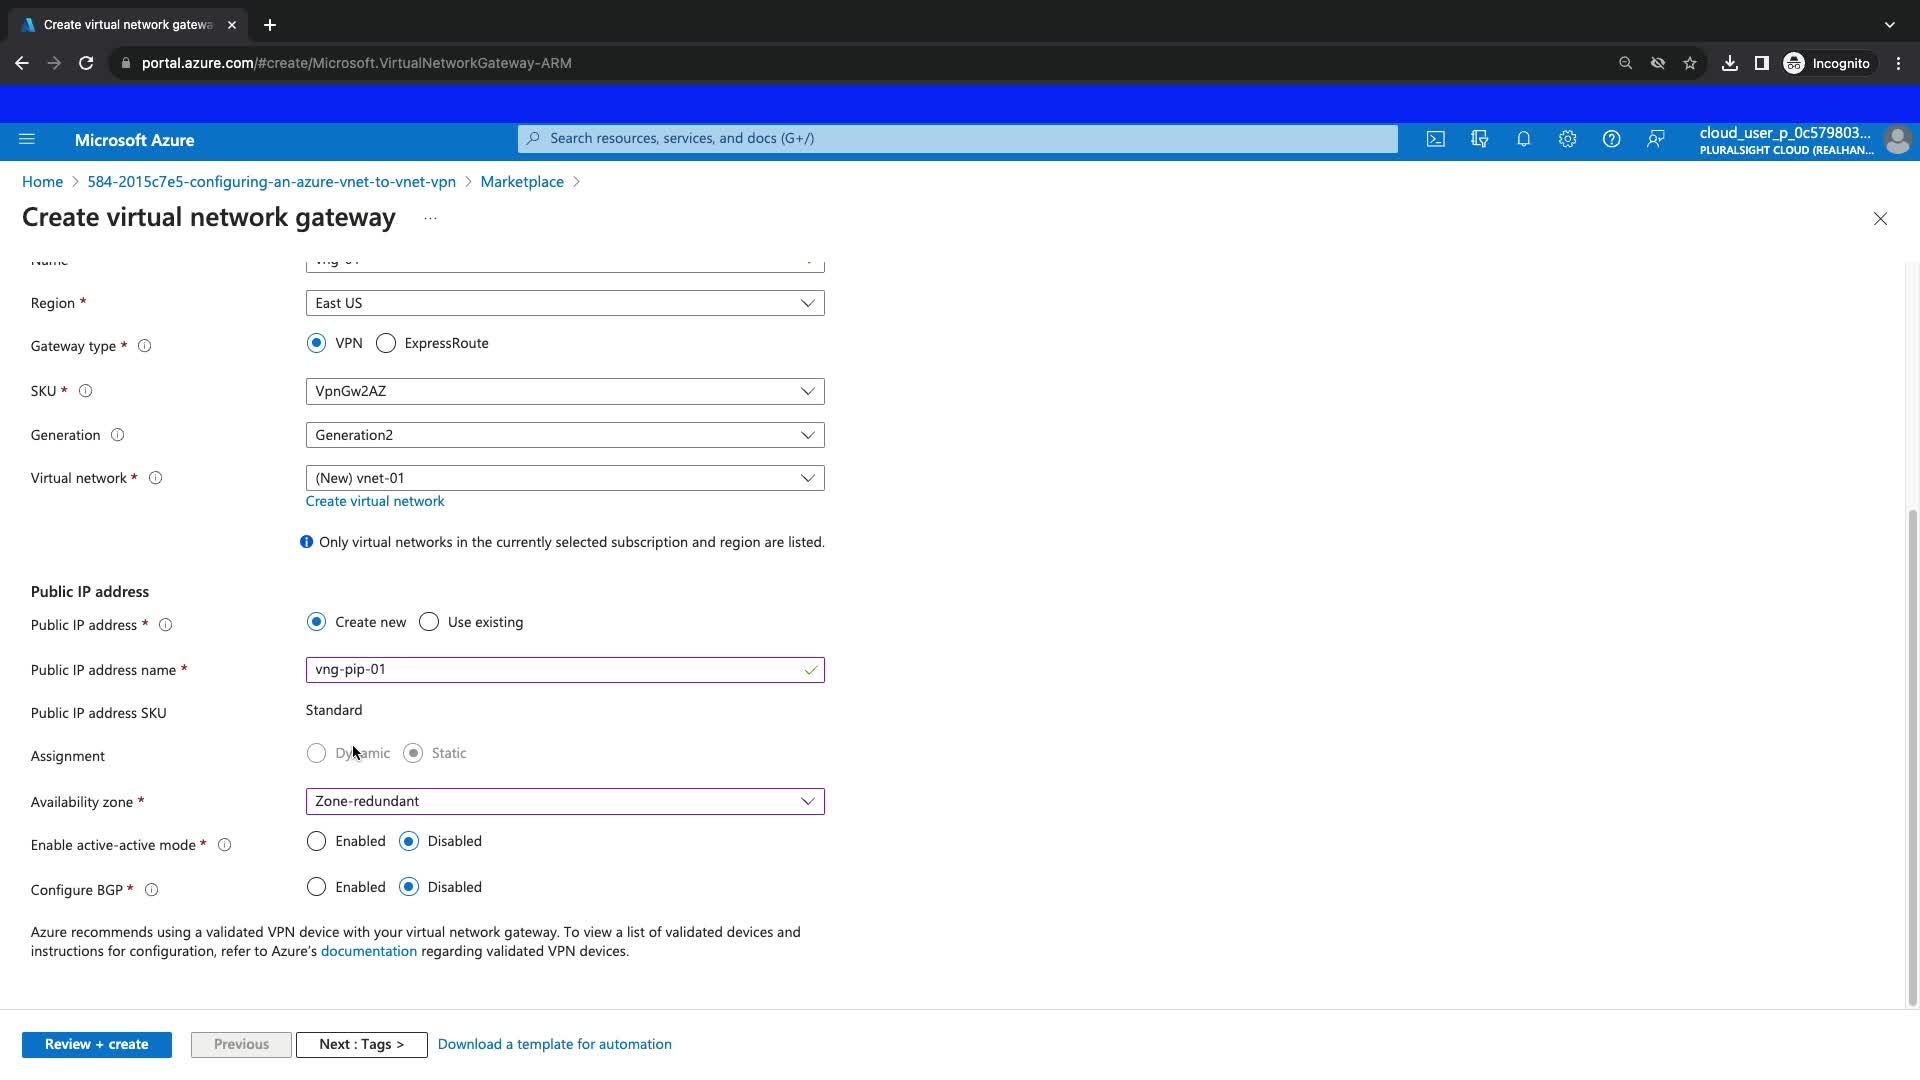 Create virtual network gatewa
portal.azure.com/#create/Microsoft.VirtualNetworkGateway-ARM
Incognito
Microsoft Azure
Search resources, services, and docs (G+/)
cloud_user_p_0c579803...
PLURALSIGHT CLOUD (REALHAN...
Home > 584-2015c7e5-configuring-an-azure-vnet-to-vnet-vpn > Marketplace >
Create virtual network gateway ...
Name vng-01
Region * East US
Gateway type * VPN ExpressRoute
SKU * VpnGw2AZ
Generation Generation2
Virtual network * (New) vnet-01
Create virtual network
Only virtual networks in the currently selected subscription and region are listed.
Public IP address
Public IP address * Create new Use existing
Public IP address name * vng-pip-01
Public IP address SKU Standard
Assignment Dynamic Static
Availability zone * Zone-redundant
Enable active-active mode * Enabled Disabled
Configure BGP * Enabled Disabled
Azure recommends using a validated VPN device with your virtual network gateway. To view a list of validated devices and
instructions for configuration, refer to Azure's documentation regarding validated VPN devices.
Review + create Previous Next : Tags > Download a template for automation